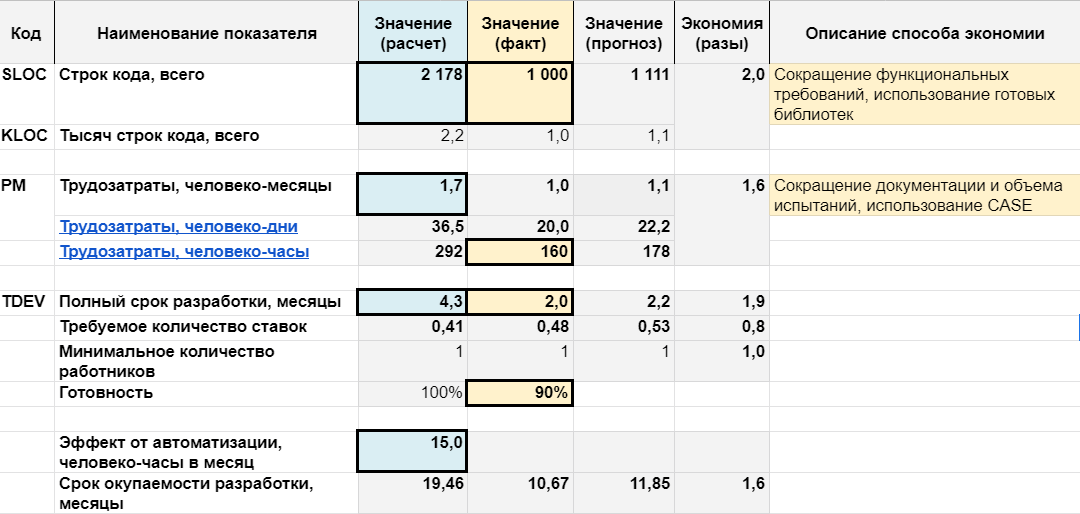 Код Наименование показателя Значение (расчет) Значение (факт) Значение (прогноз) Экономия (разы) Описание способа экономии
SLOC Строк кода, всего 2 178 1 000 1 111 2,0 Сокращение функциональных
требований, использование готовых
библиотек
KLOC Тысяч строк кода, всего 2,2 1,0 1,1
PM Трудозатраты, человеко-месяцы 1,7 1,0 1,1 1,6 Сокращение документации и объема
испытаний, использование CASE
Трудозатраты, человеко-дни 36,5 20,0 22,2
Трудозатраты, человеко-часы 292 160 178
TDEV Полный срок разработки, месяцы 4,3 2,0 2,2 1,9
Требуемое количество ставок 0,41 0,48 0,53 0,8
Минимальное количество 1 1 1 1,0
работников
Готовность 100% 90%
Эффект от автоматизации, 15,0
человеко-часы в месяц
Срок окупаемости разработки, 19,46 10,67 11,85 1,6
месяцы